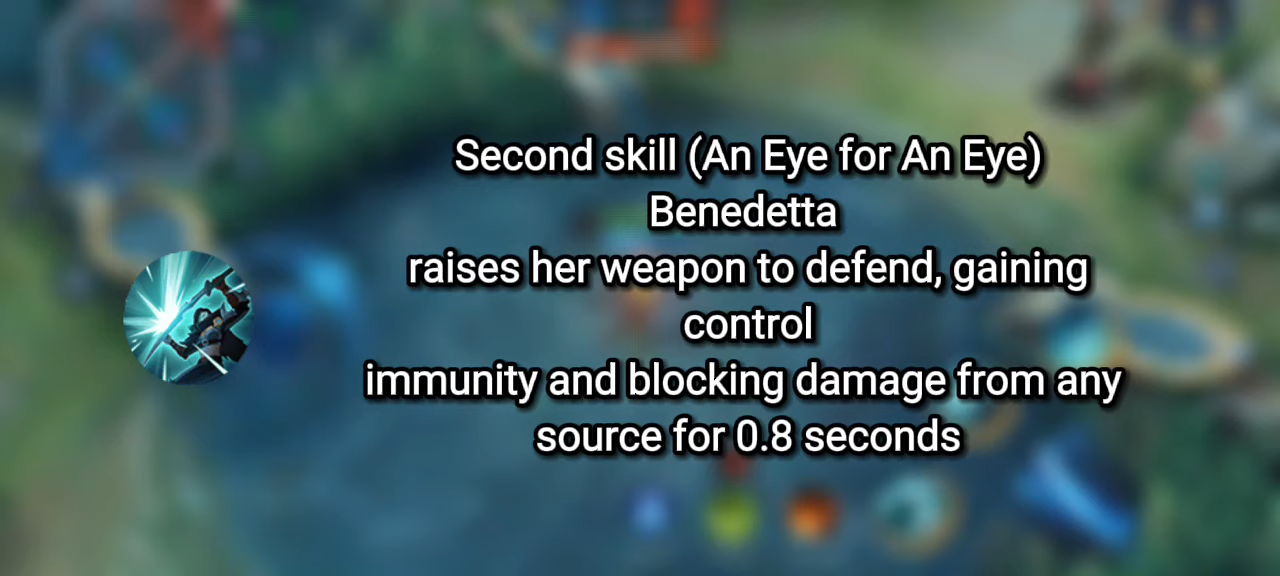 Second skill (An Eye for An Eye)
Benedetta
raises her weapon to defend, gaining
control
immunity and blocking damage from any
source for 0.8 seconds